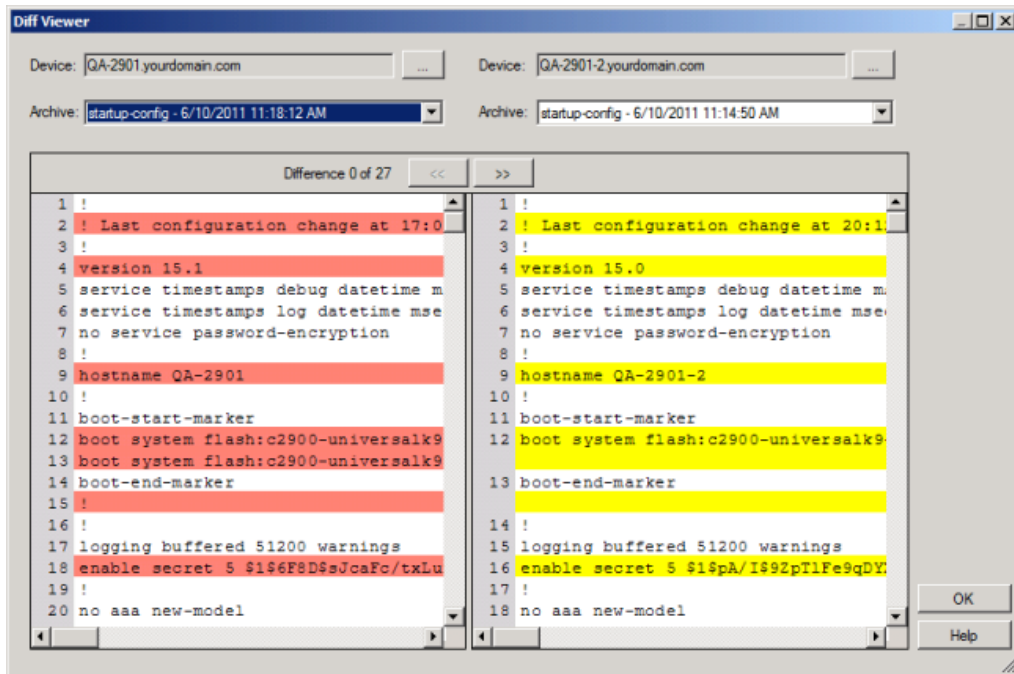 Diff Viewer
Device: QA-2901.yourdomain.com ...
Device: QA-2901-2.yourdomain.com ...
Archive: startup-config - 6/10/2011 11:18:12 AM
Archive: startup-config - 6/10/2011 11:14:50 AM
Difference 0 of 27 << >>
1 !
2 ! Last configuration change at 17:0
3 !
4 version 15.1
5 service timestamps debug datetime m
6 service timestamps log datetime mse
7 no service password-encryption
8 !
9 hostname QA-2901
10 !
11 boot-start-marker
12 boot system flash:c2900-universalk9
13 boot system flash:c2900-universalk9
14 boot-end-marker
15 !
16 !
17 logging buffered 51200 warnings
18 enable secret 5 $1$6F8D$sJcaFc/txLu
19 !
20 no aaa new-model
1 !
2 ! Last configuration change at 20:1
3 !
4 version 15.0
5 service timestamps debug datetime m
6 service timestamps log datetime mse
7 no service password-encryption
8 !
9 hostname QA-2901-2
10 !
11 boot-start-marker
12 boot system flash:c2900-universalk9
13 boot-end-marker
14 !
15 logging buffered 51200 warnings
16 enable secret 5 $1$pA/I$9ZpTlFe9qDY
17 !
18 no aaa new-model
OK
Help